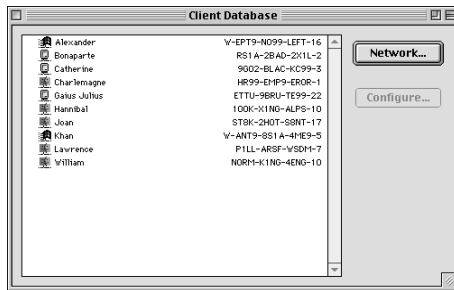 Client Database
Alexander W-EPT9-N099-LEFT-16
Bonaparte RS1A-2BAD-2X1L-2
Catherine 9G02-BLAC-KC99-3
Charlemagne HR99-EMP9-EROR-1
Gaius Julius ETTU-9BRU-TE99-22
Hannibal 100K-X1NG-ALPS-10
Joan ST8K-2HOT-S8NT-17
Khan W-ANT9-8S1A-4ME9-5
Lawrence P1LL-ARSF-WSDM-7
William NORM-K1NG-4ENG-10
Network...
Configure...